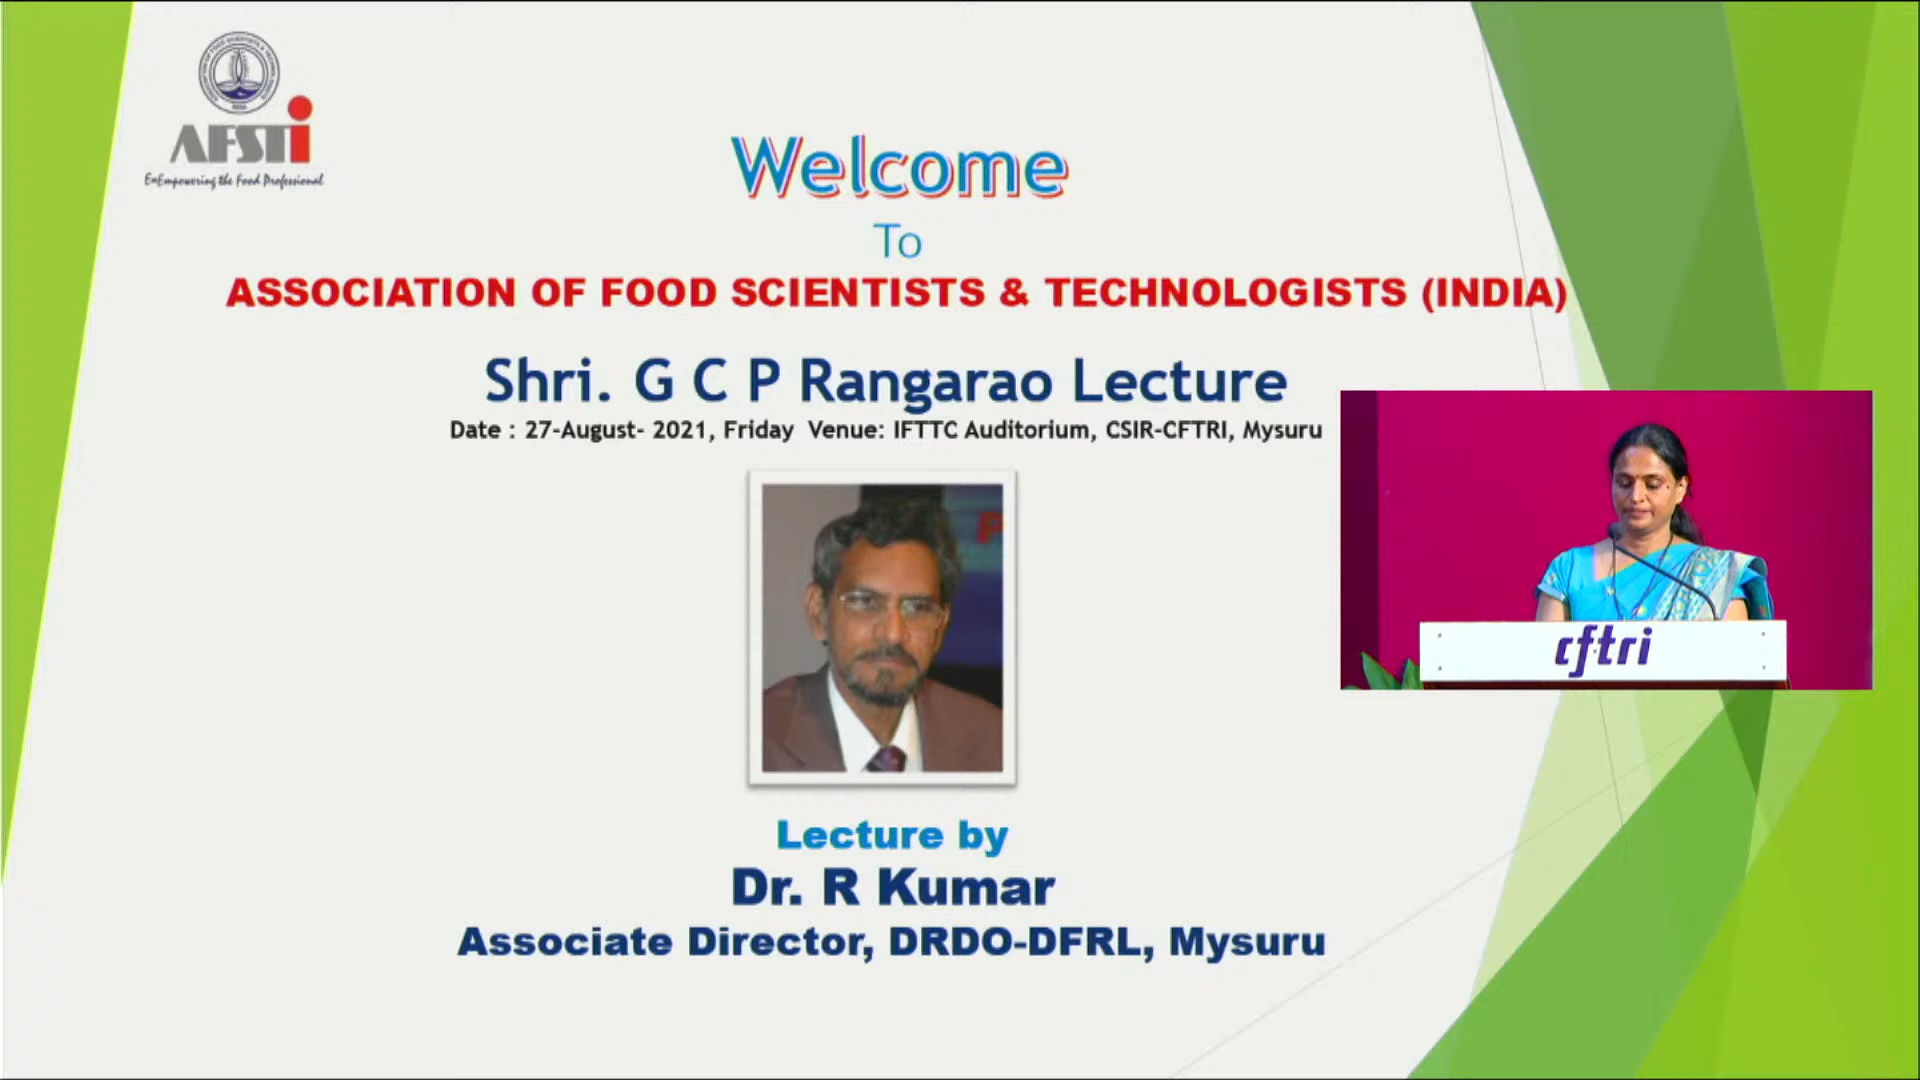 AFSTi
EnEmpowering the Food Professional
Welcome
To
ASSOCIATION OF FOOD SCIENTISTS & TECHNOLOGISTS (INDIA)
Shri. G C P Rangarao Lecture
Date : 27-August- 2021, Friday Venue: IFTTC Auditorium, CSIR-CFTRI, Mysuru
P
cftri
Lecture by
Dr. R Kumar
Associate Director, DRDO-DFRL, Mysuru